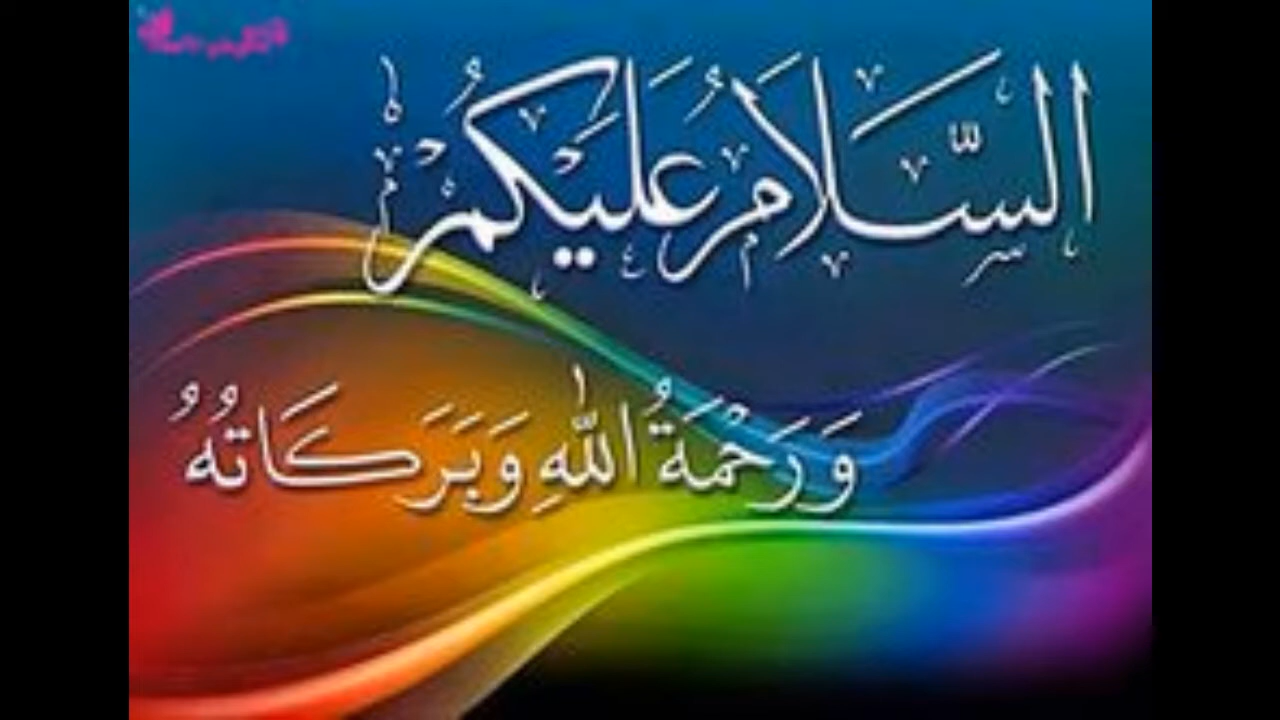 السَّلَامُ عَلَيْكُمْ
وَرَحْمَةُ اللهِ وَبَرَكَاتُهُ